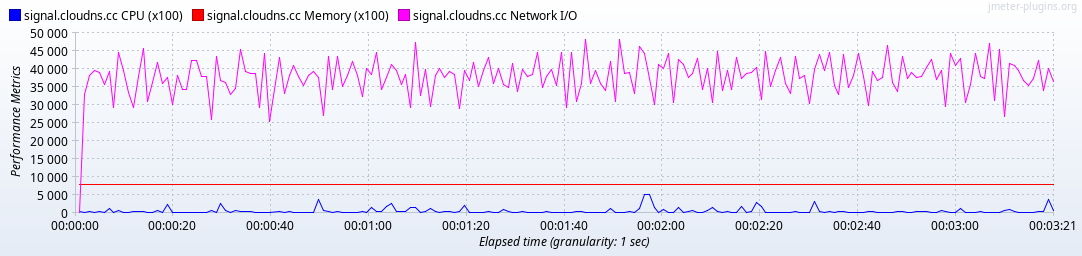 jmeter-plugins.org
signal.cloudns.cc CPU (x100) signal.cloudns.cc Memory (x100) signal.cloudns.cc Network I/O
Performance Metrics
50 000
45 000
40 000
35 000
30 000
25 000
20 000
15 000
10 000
5 000
0
00:00:00 00:00:20 00:00:40 00:01:00 00:01:20 00:01:40 00:02:00 00:02:20 00:02:40 00:03:00 00:03:21
Elapsed time (granularity: 1 sec)